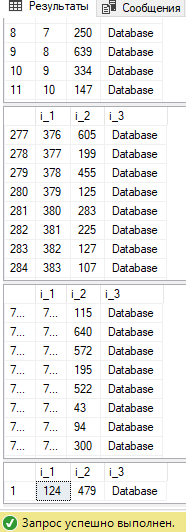 Результаты Сообщения
8 7 250 Database
9 8 639 Database
10 9 334 Database
11 10 147 Database
i_1 i_2 i_3
277 376 605 Database
278 377 199 Database
279 378 455 Database
280 379 125 Database
281 380 283 Database
282 381 225 Database
283 382 127 Database
284 383 107 Database
i_1 i_2 i_3
7... 7... 115 Database
7... 7... 640 Database
7... 7... 572 Database
7... 7... 195 Database
7... 7... 522 Database
7... 7... 43 Database
7... 7... 94 Database
7... 7... 300 Database
i_1 i_2 i_3
1 124 479 Database
Запрос успешно выполнен.